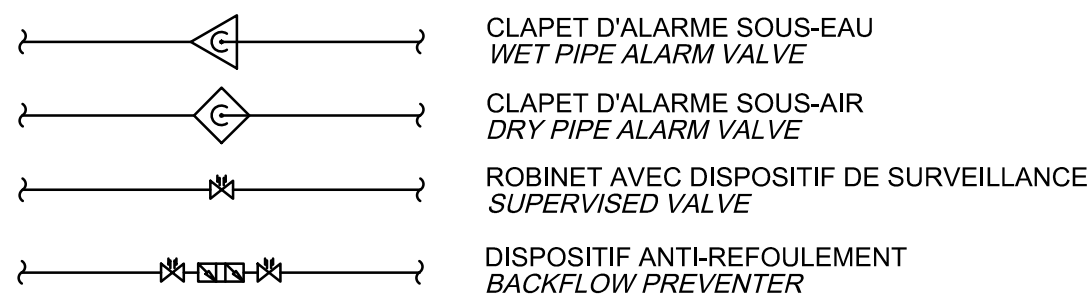 CLAPET D'ALARME SOUS-EAU
WET PIPE ALARM VALVE
CLAPET D'ALARME SOUS-AIR
DRY PIPE ALARM VALVE
ROBINET AVEC DISPOSITIF DE SURVEILLANCE
SUPERVISED VALVE
DISPOSITIF ANTI-REFOULEMENT
BACKFLOW PREVENTER